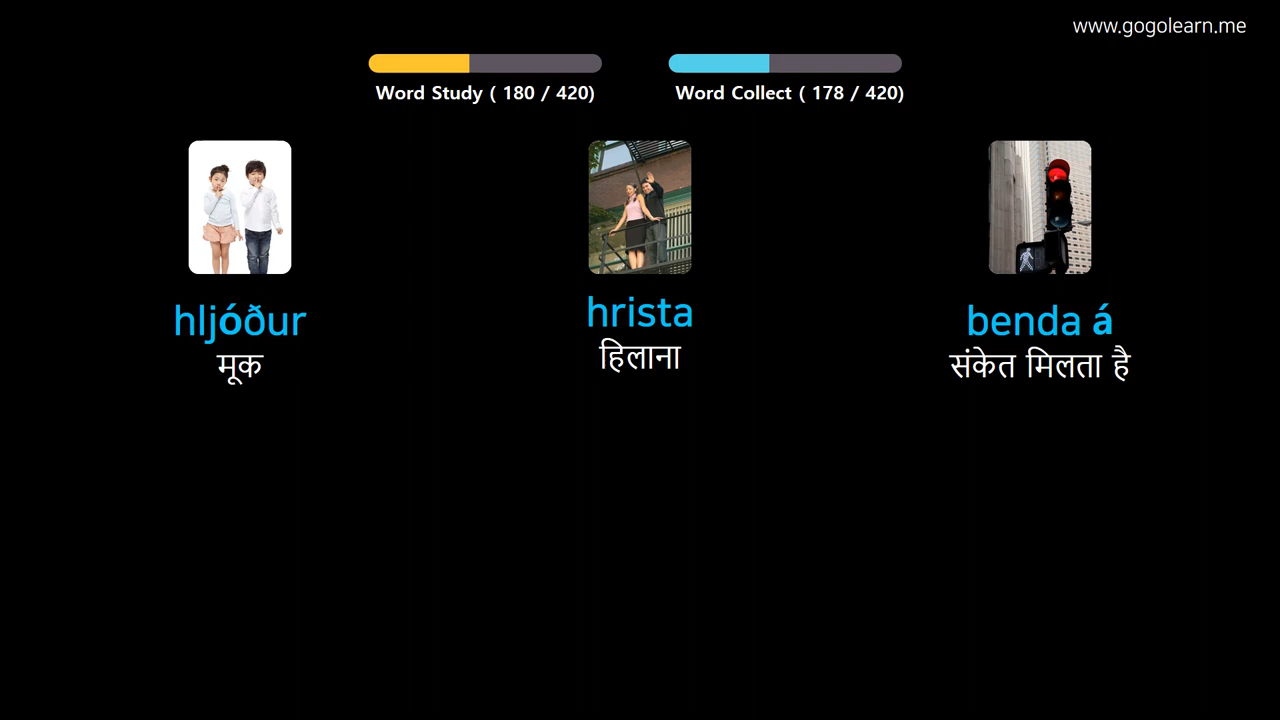 www.gogolearn.me
Word Study ( 180 / 420)
Word Collect ( 178 / 420)
hljóður
मूक
hrista
हिलाना
benda á
संकेत मिलता है